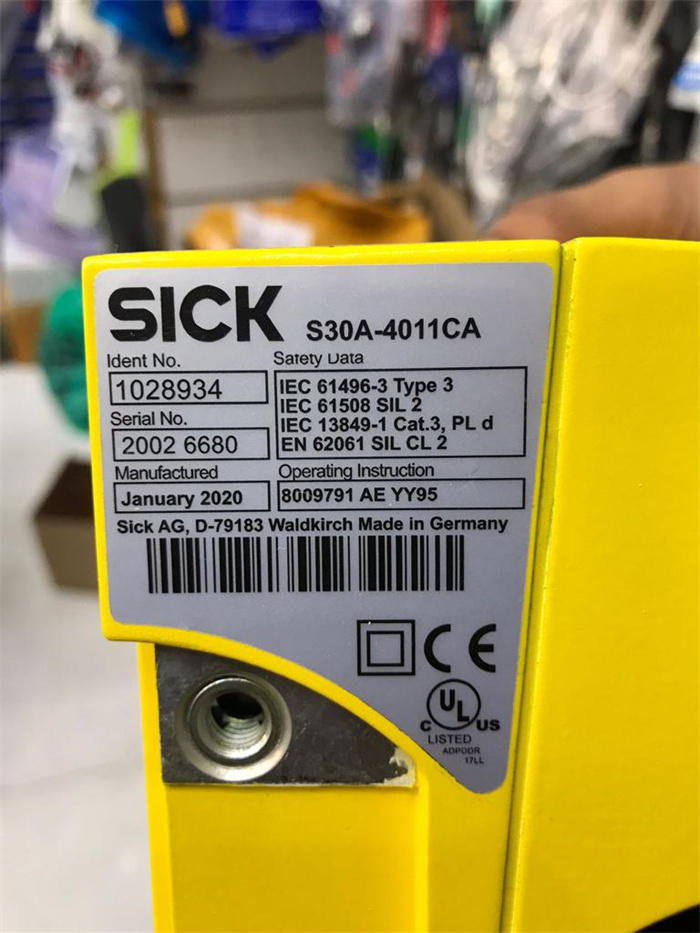 SICK S30A-4011CA
Ident No.
1028934
Serial No.
2002 6680
Manufactured
January 2020
Safety Data
IEC 61496-3 Type 3
IEC 61508 SIL 2
IEC 13849-1 Cat.3, PL d
EN 62061 SIL CL 2
Operating Instruction
8009791 AE YY95
Sick AG, D-79183 Waldkirch Made in Germany
CE
C UL US
LISTED
ADPDDR
17LL